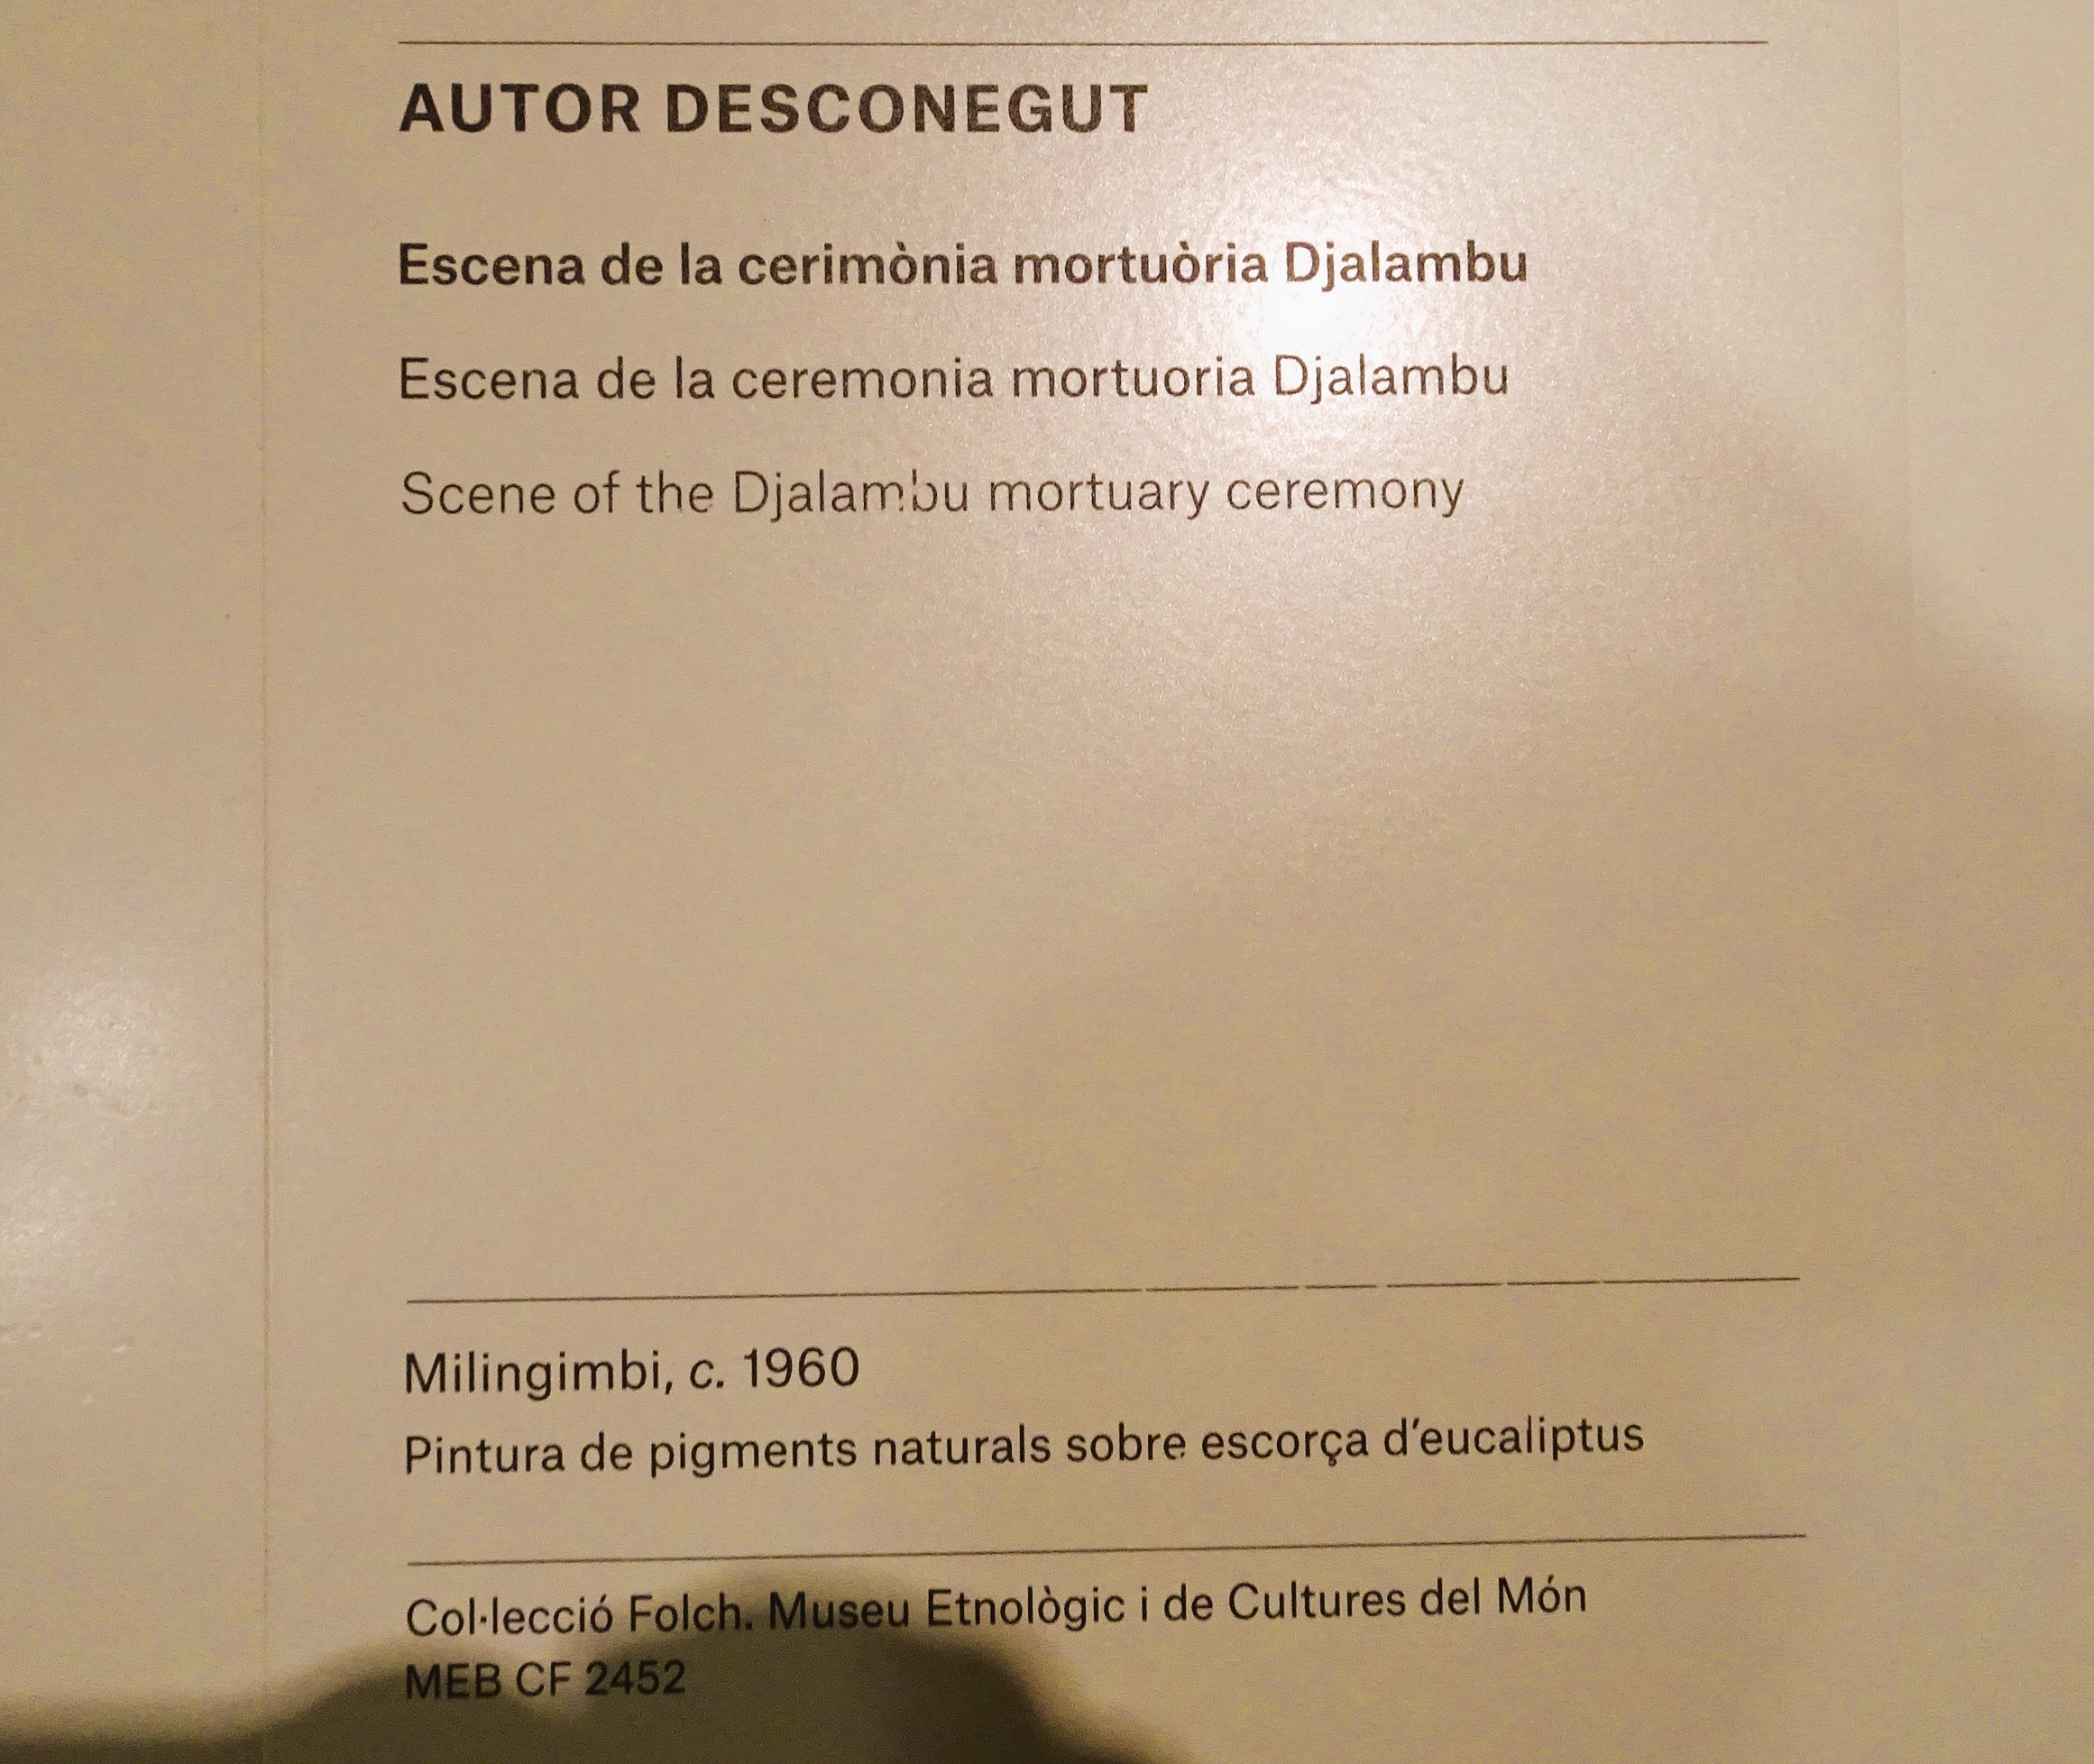 AUTOR DESCONEGUT
Escena de la cerimònia mortuòria Djalambu
Escena de la ceremonia mortuoria Djalambu
Scene of the Djalambu mortuary ceremony
Milingimbi, c. 1960
Pintura de pigments naturals sobre escorça d'eucaliptus
Col·lecció Folch. Museu Etnològic i de Cultures del Món
MEB CF 2452